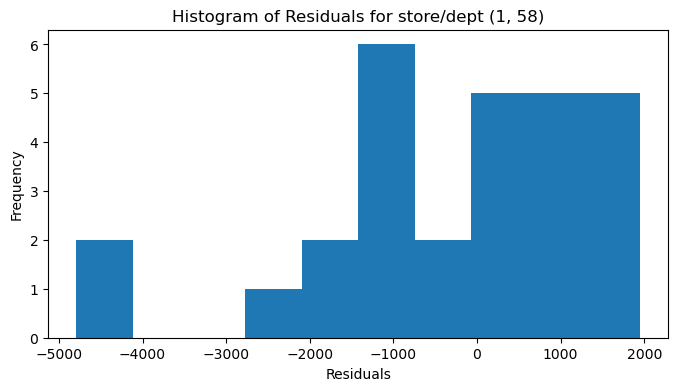 Histogram of Residuals for store/dept (1, 58)
6
5
4
3
2
1
0
Frequency
−5000 −4000 −3000 −2000 −1000 0 1000 2000
Residuals